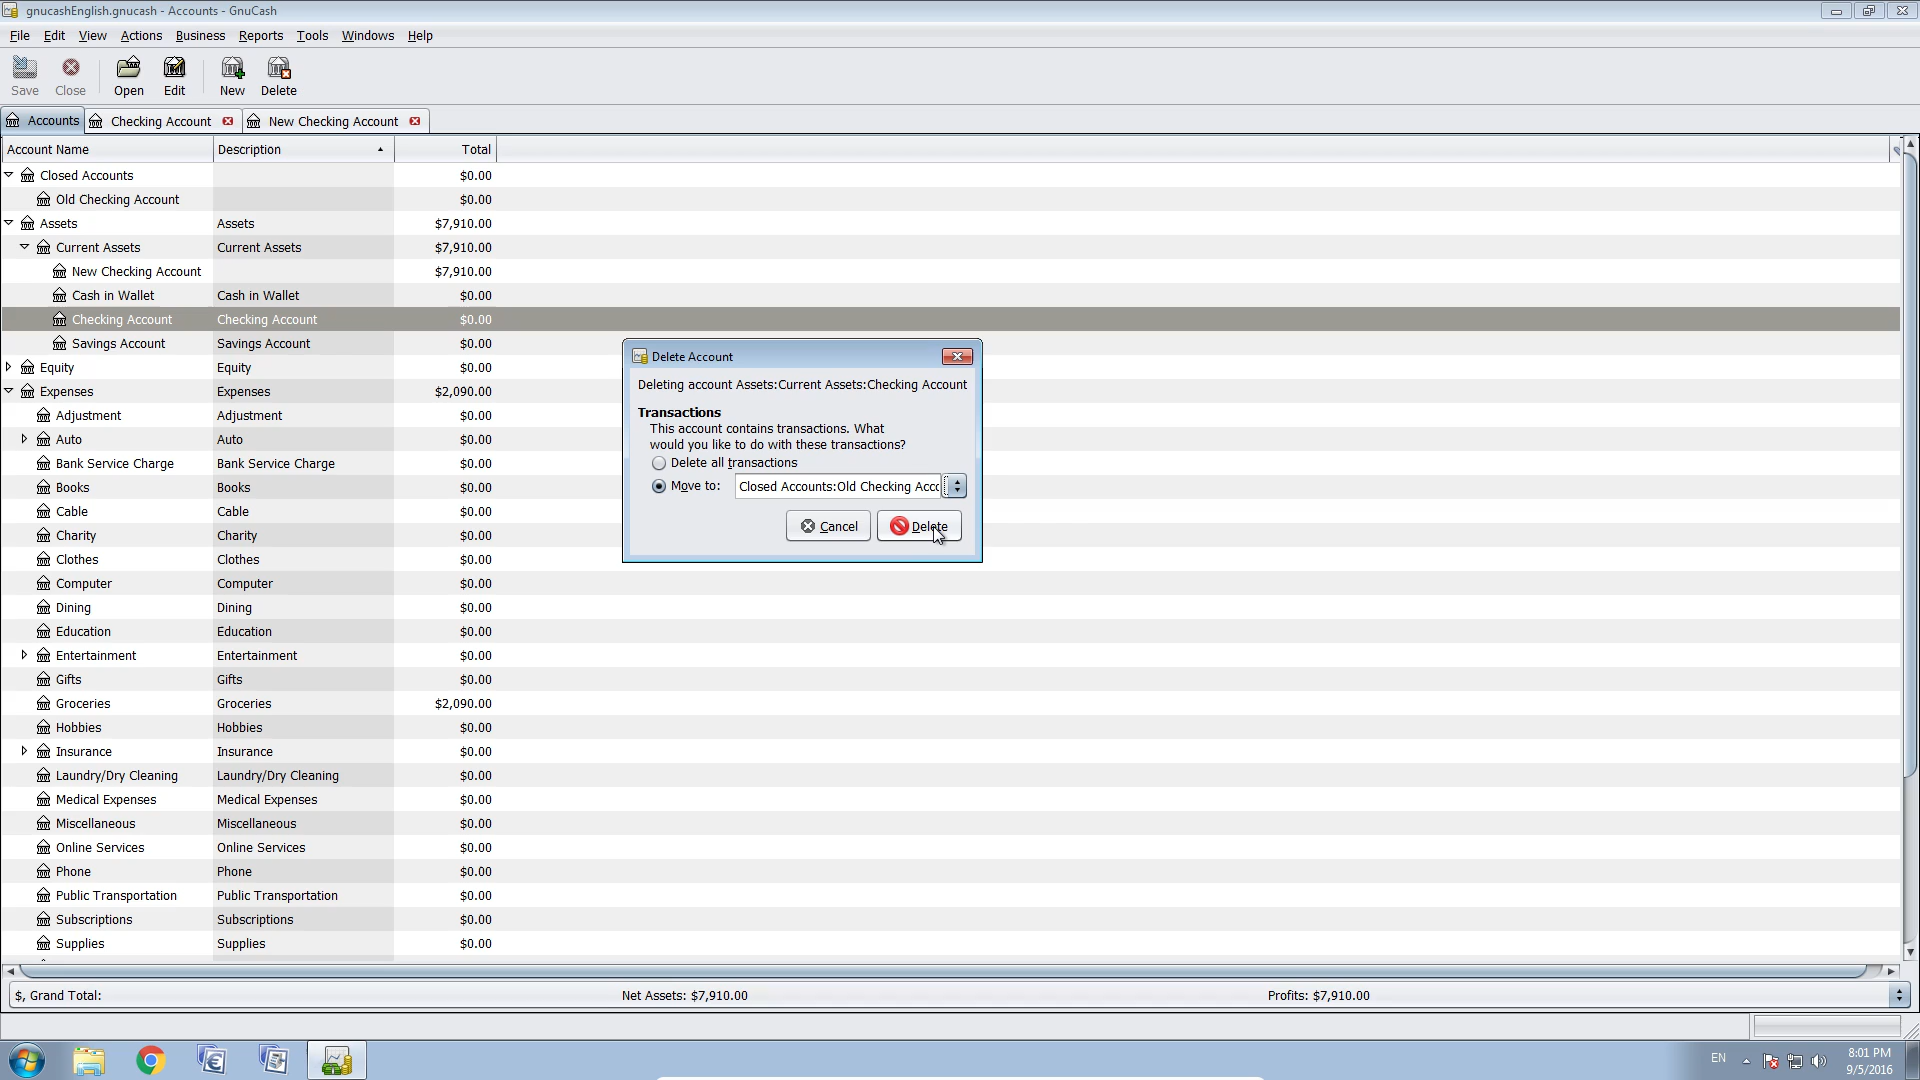 gnucashEnglish.gnucash - Accounts - GnuCash
File Edit View Actions Business Reports Tools Windows Help
Save Close Open Edit New Delete
Accounts Checking Account New Checking Account
Account Name Description Total
Closed Accounts $0.00
Old Checking Account $0.00
Assets Assets $7,910.00
Current Assets Current Assets $7,910.00
New Checking Account $7,910.00
Cash in Wallet Cash in Wallet $0.00
Checking Account Checking Account $0.00
Savings Account Savings Account $0.00
Equity Equity $0.00
Expenses Expenses $2,090.00
Adjustment Adjustment $0.00
Auto Auto $0.00
Bank Service Charge Bank Service Charge $0.00
Books Books $0.00
Cable Cable $0.00
Charity Charity $0.00
Clothes Clothes $0.00
Computer Computer $0.00
Dining Dining $0.00
Education Education $0.00
Entertainment Entertainment $0.00
Gifts Gifts $0.00
Groceries Groceries $2,090.00
Hobbies Hobbies $0.00
Insurance Insurance $0.00
Laundry/Dry Cleaning Laundry/Dry Cleaning $0.00
Medical Expenses Medical Expenses $0.00
Miscellaneous Miscellaneous $0.00
Online Services Online Services $0.00
Phone Phone $0.00
Public Transportation Public Transportation $0.00
Subscriptions Subscriptions $0.00
Supplies Supplies $0.00
Delete Account
Deleting account Assets:Current Assets:Checking Account
Transactions
This account contains transactions. What
would you like to do with these transactions?
Delete all transactions
Move to: Closed Accounts:Old Checking Acco
Cancel Delete
$, Grand Total: Net Assets: $7,910.00 Profits: $7,910.00
EN 8:01 PM
9/5/2016